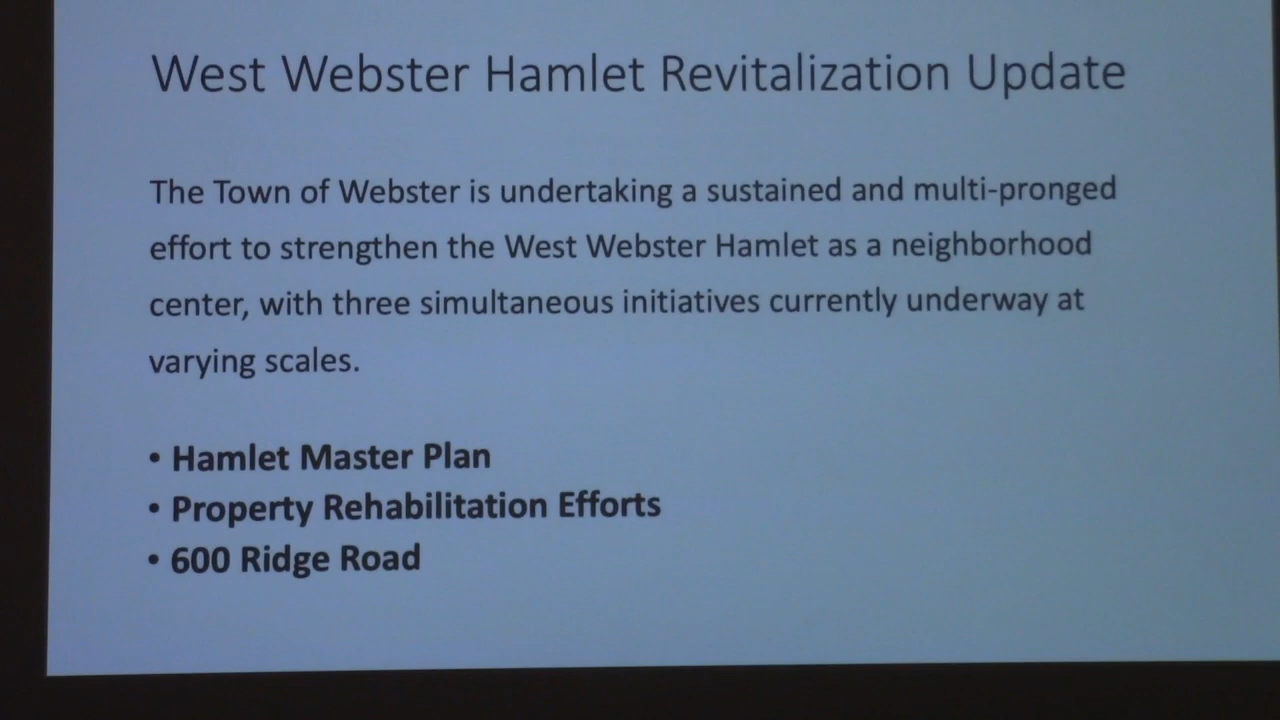 West Webster Hamlet Revitalization Update
The Town of Webster is undertaking a sustained and multi-pronged
effort to strengthen the West Webster Hamlet as a neighborhood
center, with three simultaneous initiatives currently underway at
varying scales.
• Hamlet Master Plan
• Property Rehabilitation Efforts
• 600 Ridge Road